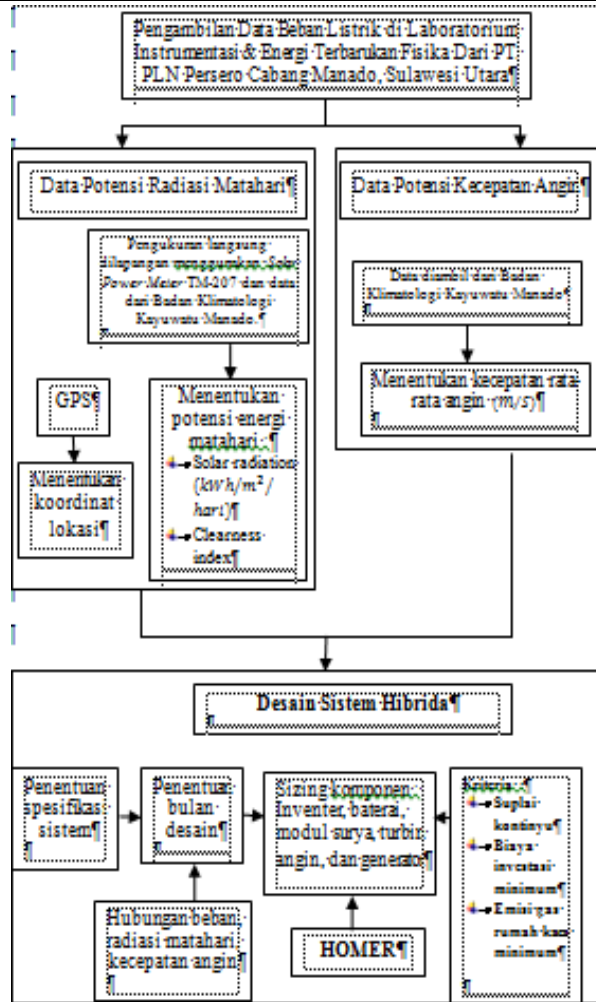 Pengambilan Data Beban Listrik di Laboratorium
Instrumentasi & Energi Terbarukan Fisika Dari PT
PLN Persero Cabang Manado, Sulawesi Utara¶
Data Potensi Radiasi Matahari¶
Pengukuran langsung
dilapangan menggunakan Solar
Power Meter TM-207 dan data
dari Badan Klimatologi
Kayuwatu Manado.¶
¶
GPS¶
Menentukan
koordinat
lokasi¶
Menentukan
potensi energi
matahari :¶
Solar radiation
(kWh/m²/
hari)¶
Clearness
index¶
Data Potensi Kecepatan Angin¶
Data diambil dari Badan
Klimatologi Kayuwatu Manado¶
¶
Menentukan kecepatan rata-
rata angin (m/s)¶
¶
Desain Sistem Hibrida¶
¶
Penentuan
spesifikasi
sistem¶
¶
Penentuan
bulan
desain¶
¶
Sizing komponen:
Inventer, baterai,
modul surya, turbin
angin, dan generator¶
Kriteria :¶
Suplai
kontinyu¶
Biaya
investasi
minimum¶
Emisi gas
rumah kaca
minimum¶
¶
Hubungan beban,
radiasi matahari,
kecepatan angin¶
¶
HOMER¶